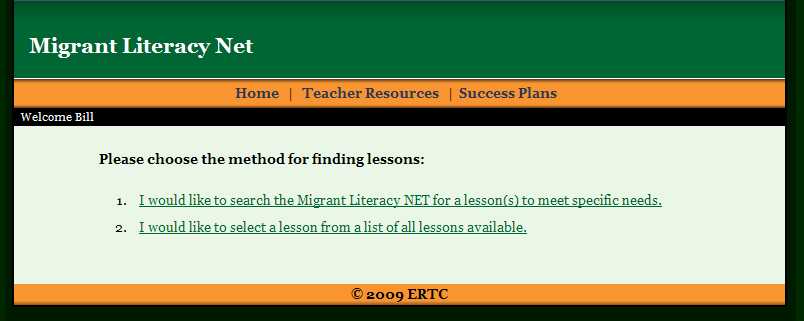 Migrant Literacy Net
Home | Teacher Resources | Success Plans
Welcome Bill
Please choose the method for finding lessons:
1. I would like to search the Migrant Literacy NET for a lesson(s) to meet specific needs.
2. I would like to select a lesson from a list of all lessons available.
© 2009 ERTC